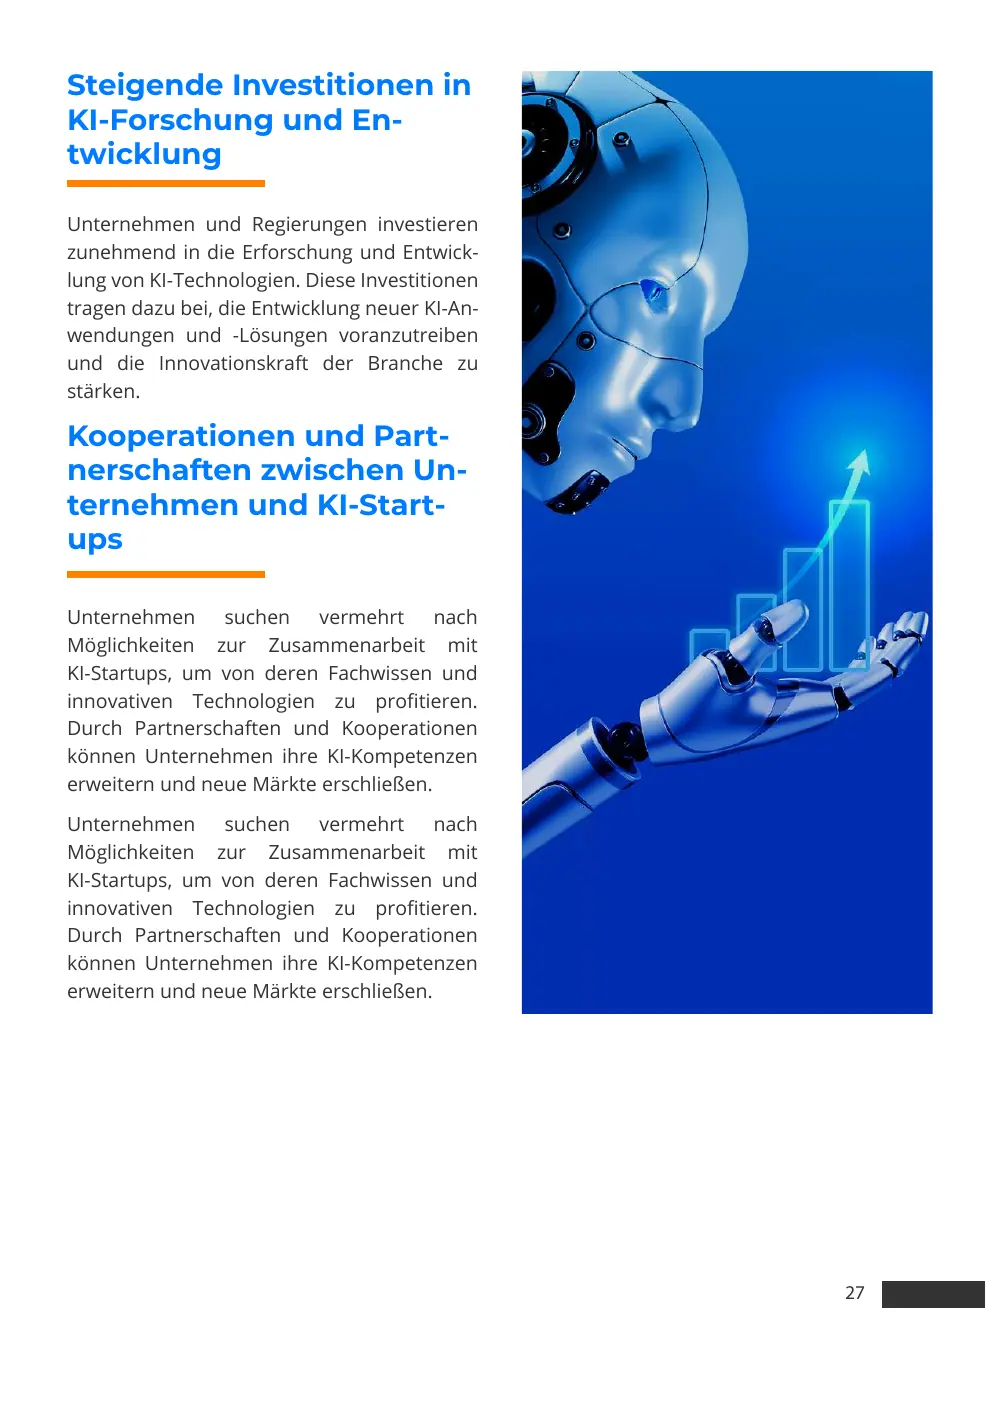 Steigende Investitionen in
KI-Forschung und En-
twicklung
Unternehmen und Regierungen investieren
zunehmend in die Erforschung und Entwick-
lung von KI-Technologien. Diese Investitionen
tragen dazu bei, die Entwicklung neuer KI-An-
wendungen und -Lösungen voranzutreiben
und die Innovationskraft der Branche zu
stärken.
Kooperationen und Part-
nerschaften zwischen Un-
ternehmen und KI-Start-
ups
Unternehmen suchen vermehrt nach
Möglichkeiten zur Zusammenarbeit mit
KI-Startups, um von deren Fachwissen und
innovativen Technologien zu profitieren.
Durch Partnerschaften und Kooperationen
können Unternehmen ihre KI-Kompetenzen
erweitern und neue Märkte erschließen.
Unternehmen suchen vermehrt nach
Möglichkeiten zur Zusammenarbeit mit
KI-Startups, um von deren Fachwissen und
innovativen Technologien zu profitieren.
Durch Partnerschaften und Kooperationen
können Unternehmen ihre KI-Kompetenzen
erweitern und neue Märkte erschließen.
27